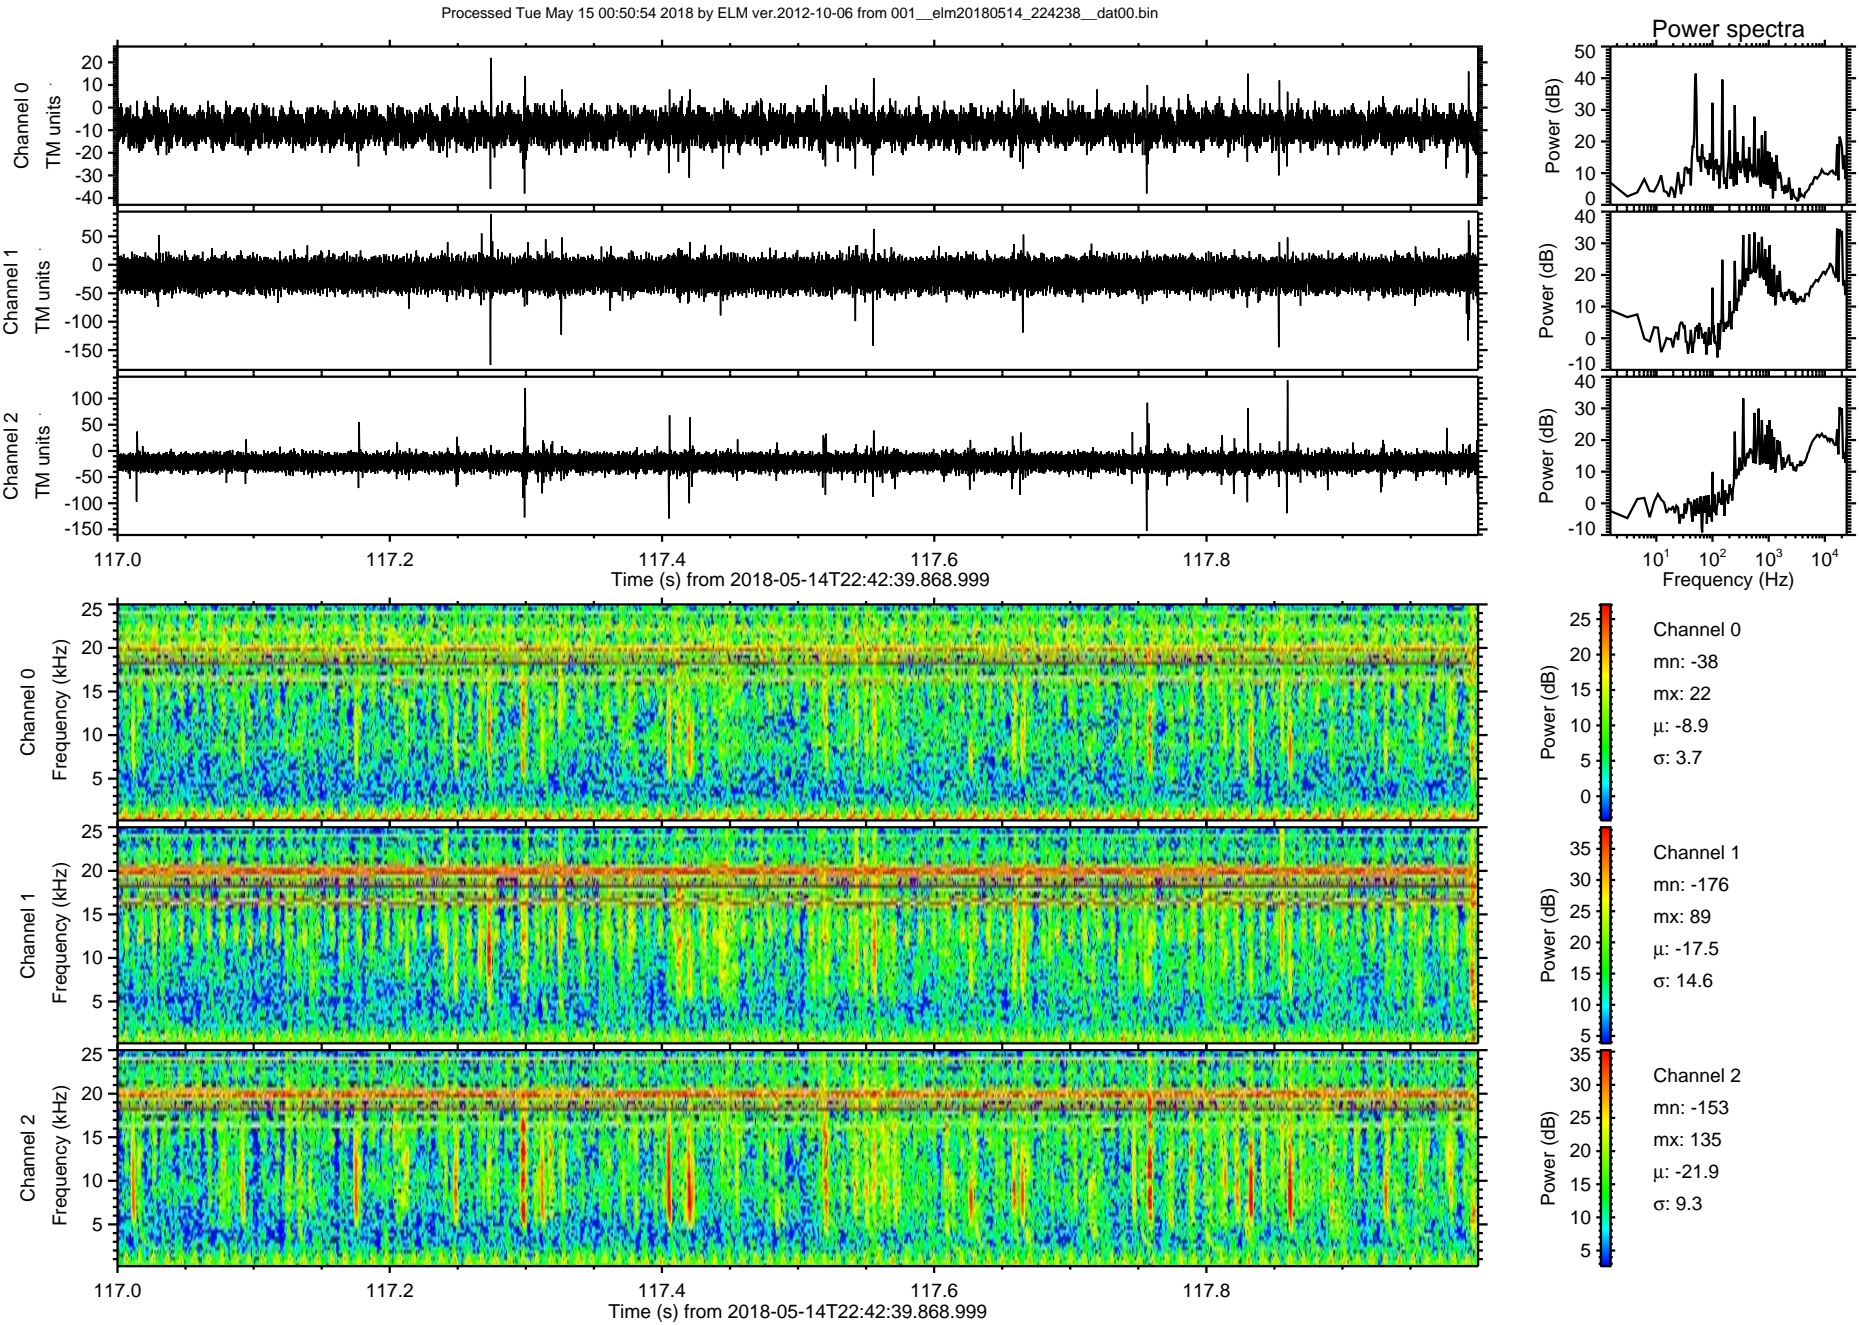 Processed Tue May 15 00:50:54 2018 by ELM ver.2012-10-06 from 001__elm20180514_224238__dat00.bin
Power spectra
Channel 0
TM units
20
10
0
-10
-20
-30
-40
Power (dB)
50
40
30
20
10
0
Channel 1
TM units
50
0
-50
-100
-150
Power (dB)
40
30
20
10
0
-10
Channel 2
TM units
100
50
0
-50
-100
-150
Power (dB)
40
30
20
10
0
-10
117.0 117.2 117.4 117.6 117.8
Time (s) from 2018-05-14T22:42:39.868.999
10¹ 10² 10³ 10⁴
Frequency (Hz)
Channel 0
Frequency (kHz)
25
20
15
10
5
Power (dB)
25
20
15
10
5
0
Channel 0
mn: -38
mx: 22
µ: -8.9
σ: 3.7
Channel 1
Frequency (kHz)
25
20
15
10
5
Power (dB)
35
30
25
20
15
10
5
Channel 1
mn: -176
mx: 89
µ: -17.5
σ: 14.6
Channel 2
Frequency (kHz)
25
20
15
10
5
Power (dB)
35
30
25
20
15
10
5
Channel 2
mn: -153
mx: 135
µ: -21.9
σ: 9.3
117.0 117.2 117.4 117.6 117.8
Time (s) from 2018-05-14T22:42:39.868.999